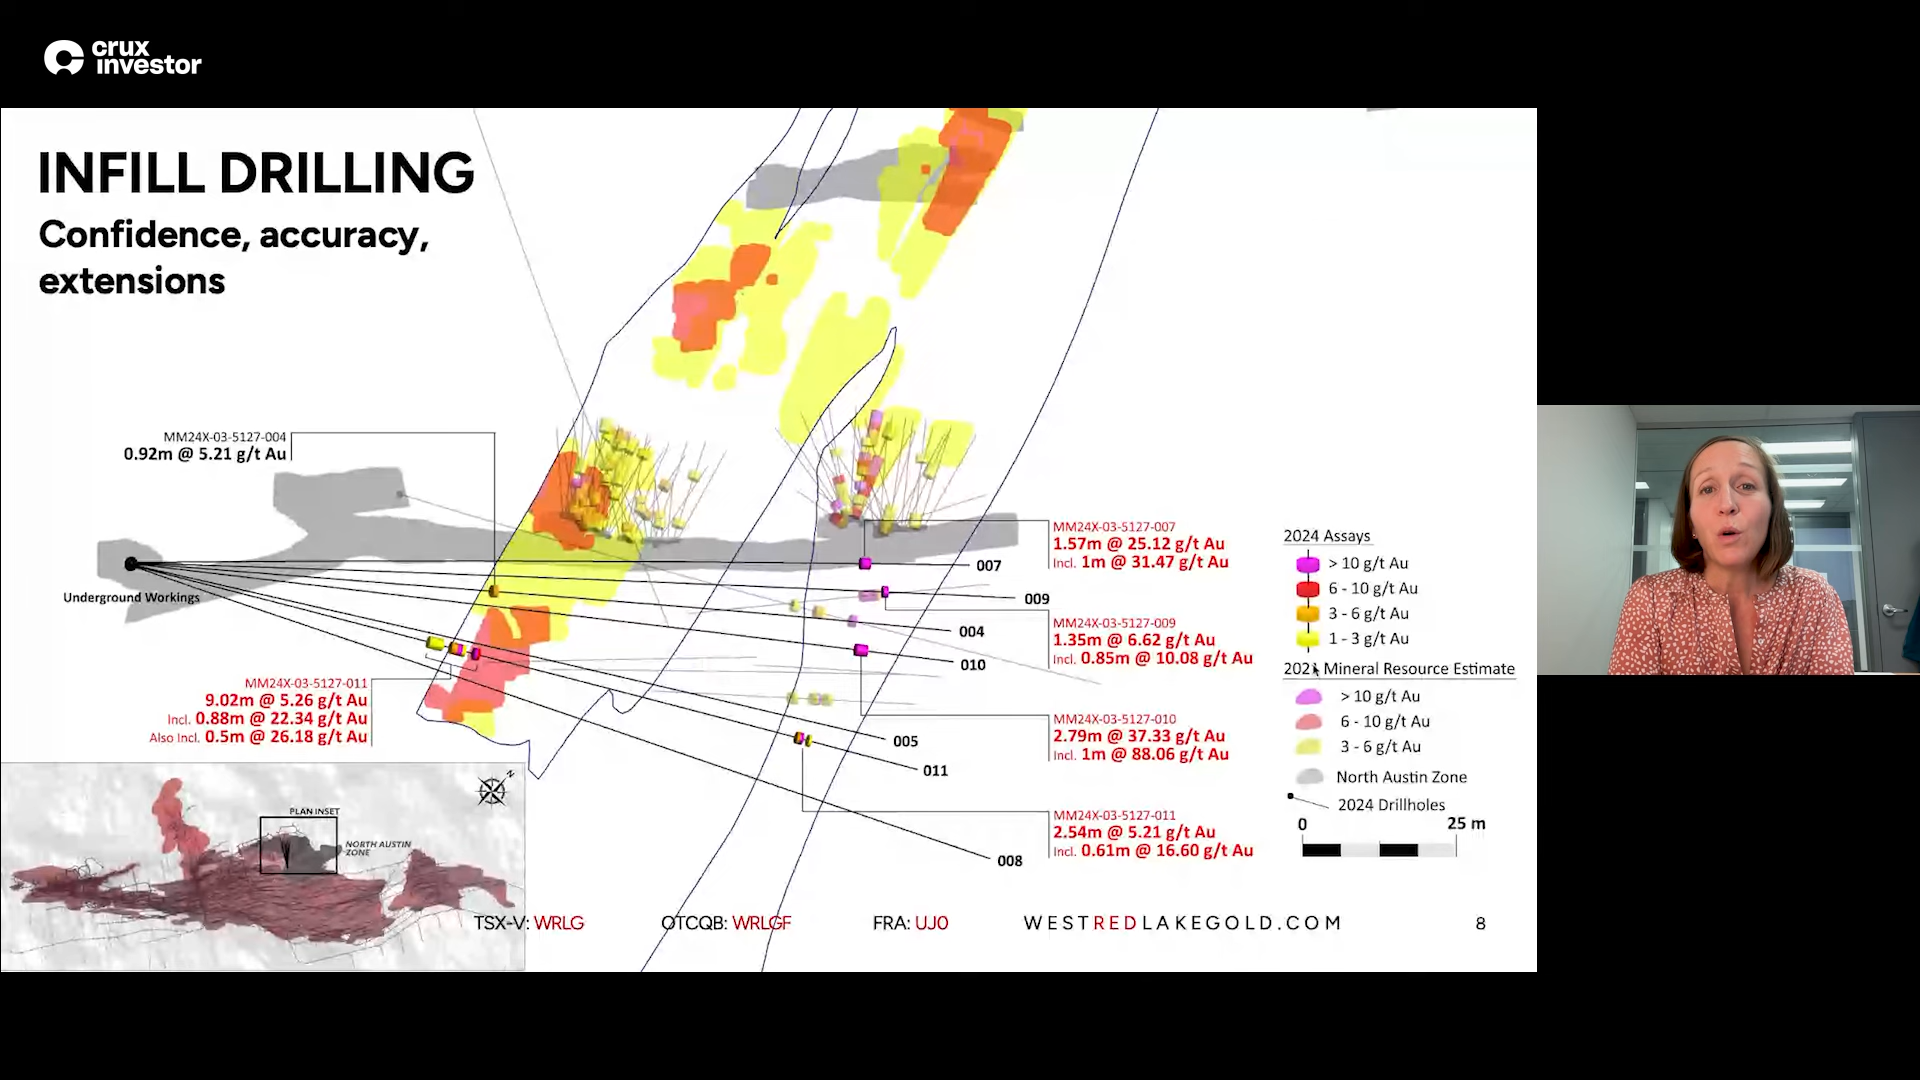 crux
investor
INFILL DRILLING
Confidence, accuracy,
extensions
MM24X-03-5127-004
0.92m @ 5.21 g/t Au
Underground Workings
MM24X-03-5127-011
9.02m @ 5.26 g/t Au
Incl. 0.88m @ 22.34 g/t Au
Also Incl. 0.5m @ 26.18 g/t Au
007
009
004
010
005
011
008
MM24X-03-5127-007
1.57m @ 25.12 g/t Au
Incl. 1m @ 31.47 g/t Au
MM24X-03-5127-009
1.35m @ 6.62 g/t Au
Incl. 0.85m @ 10.08 g/t Au
MM24X-03-5127-010
2.79m @ 37.33 g/t Au
Incl. 1m @ 88.06 g/t Au
MM24X-03-5127-011
2.54m @ 5.21 g/t Au
Incl. 0.61m @ 16.60 g/t Au
2024 Assays
> 10 g/t Au
6 - 10 g/t Au
3 - 6 g/t Au
1 - 3 g/t Au
Mineral Resource Estimate
> 10 g/t Au
6 - 10 g/t Au
3 - 6 g/t Au
North Austin Zone
2024 Drillholes
0 25 m
N
PLAN INSET
NORTH AUSTIN
ZONE
TSX-V: WRLG OTCQB: WRLGF FRA: UJ0 WESTREDLAKEGOLD.COM 8